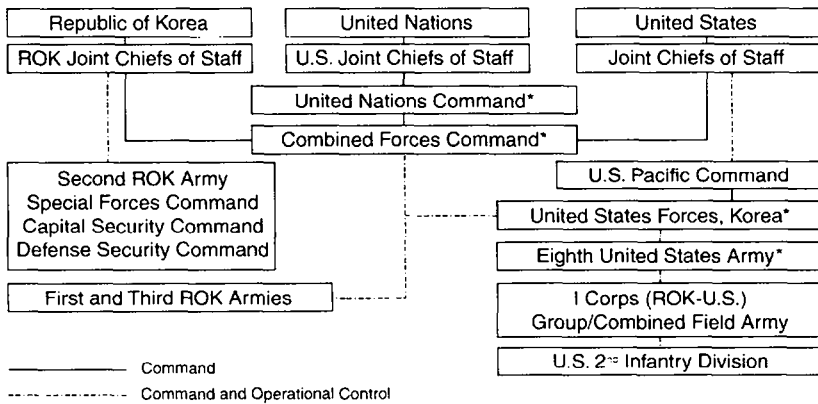 Republic of Korea
United Nations
United States
ROK Joint Chiefs of Staff
U.S. Joint Chiefs of Staff
Joint Chiefs of Staff
United Nations Command*
Combined Forces Command*
Second ROK Army
Special Forces Command
Capital Security Command
Defense Security Command
U.S. Pacific Command
United States Forces, Korea*
Eighth United States Army*
First and Third ROK Armies
I Corps (ROK-U.S.)
Group/Combined Field Army
U.S. 2nd Infantry Division
Command
Command and Operational Control